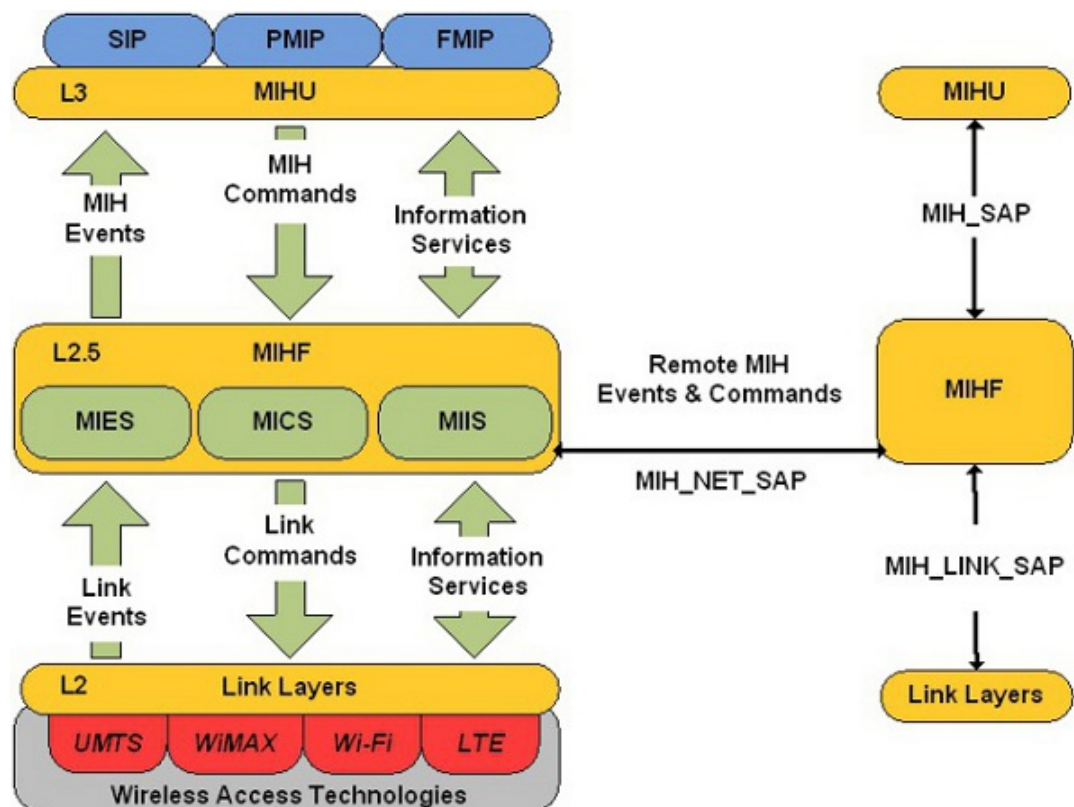 SIP PMIP FMIP
L3 MIHU
MIHU
MIH
Events
MIH
Commands
Information
Services
MIH_SAP
L2.5 MIHF
MIES MICS MIIS
Remote MIH
Events & Commands
MIH_NET_SAP
MIHF
Link
Events
Link
Commands
Information
Services
MIH_LINK_SAP
L2 Link Layers
Link Layers
UMTS WiMAX Wi-Fi LTE
Wireless Access Technologies